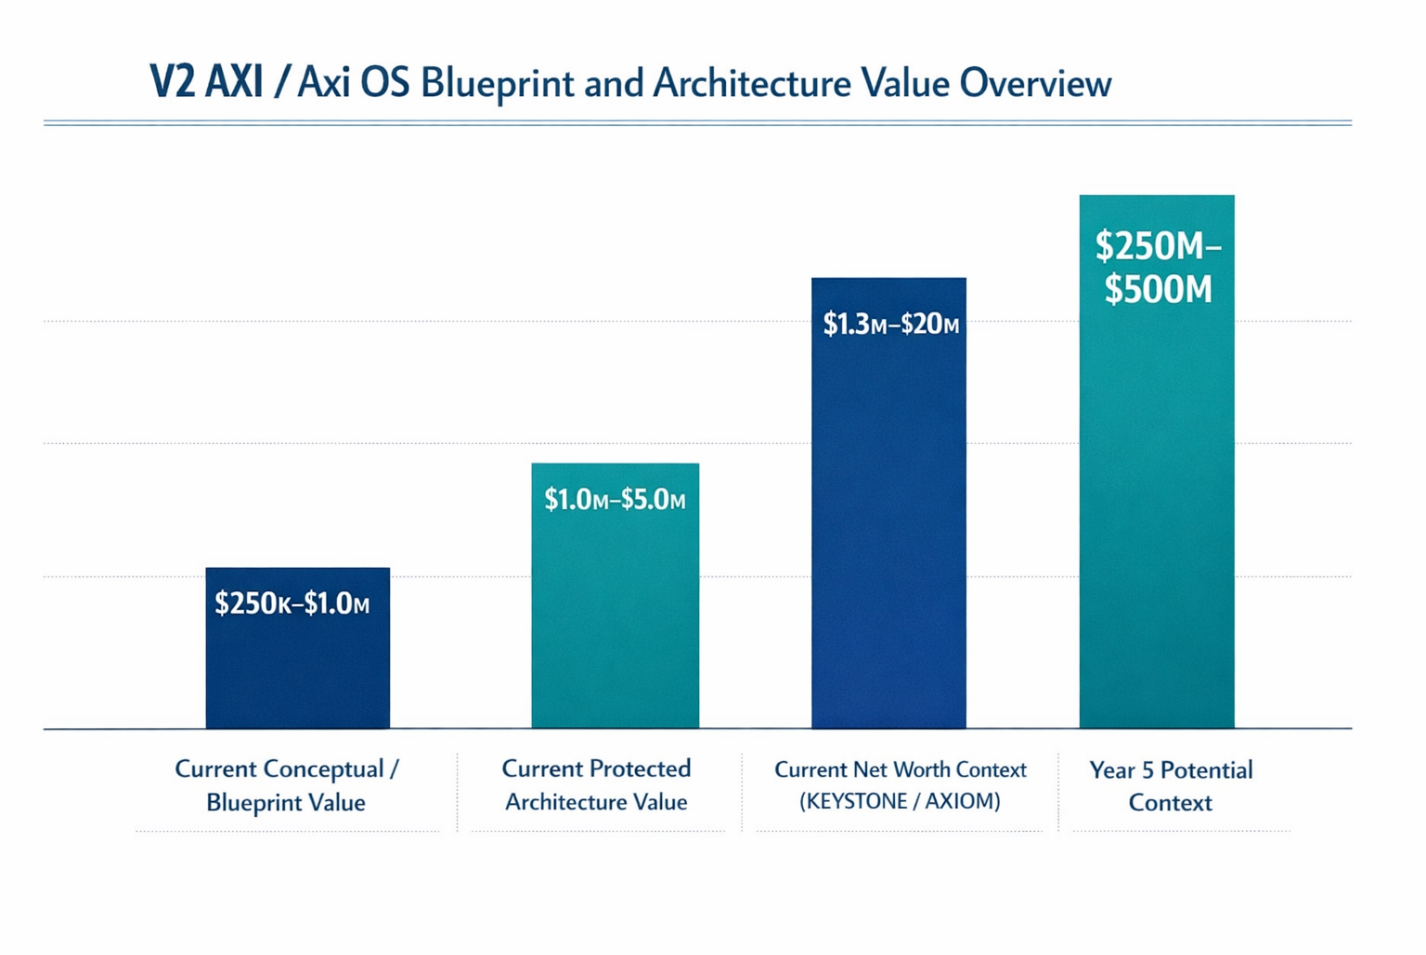 V2 AXI / Axi OS Blueprint and Architecture Value Overview
$250M–
$500M
$1.3M–$20M
$1.0M–$5.0M
$250K–$1.0M
Current Conceptual /
Blueprint Value
Current Protected
Architecture Value
Current Net Worth Context
(KEYSTONE / AXIOM)
Year 5 Potential
Context